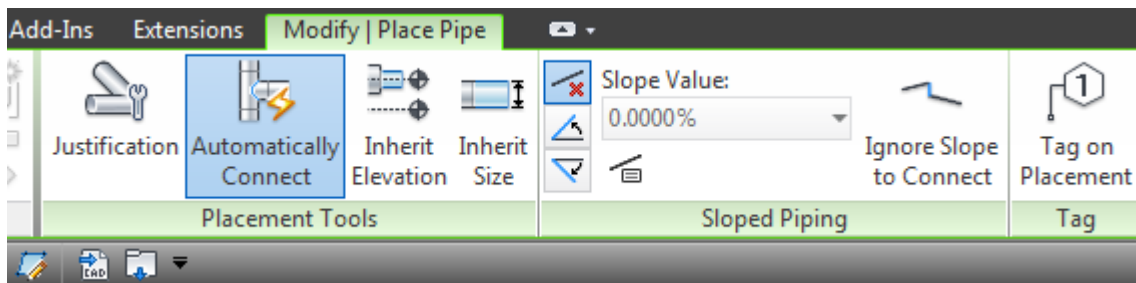 Add-Ins Extensions Modify | Place Pipe
Slope Value:
0.0000%
1
Justification Automatically Inherit Inherit Ignore Slope Tag on
Connect Elevation Size to Connect Placement
Placement Tools Sloped Piping Tag
CAD